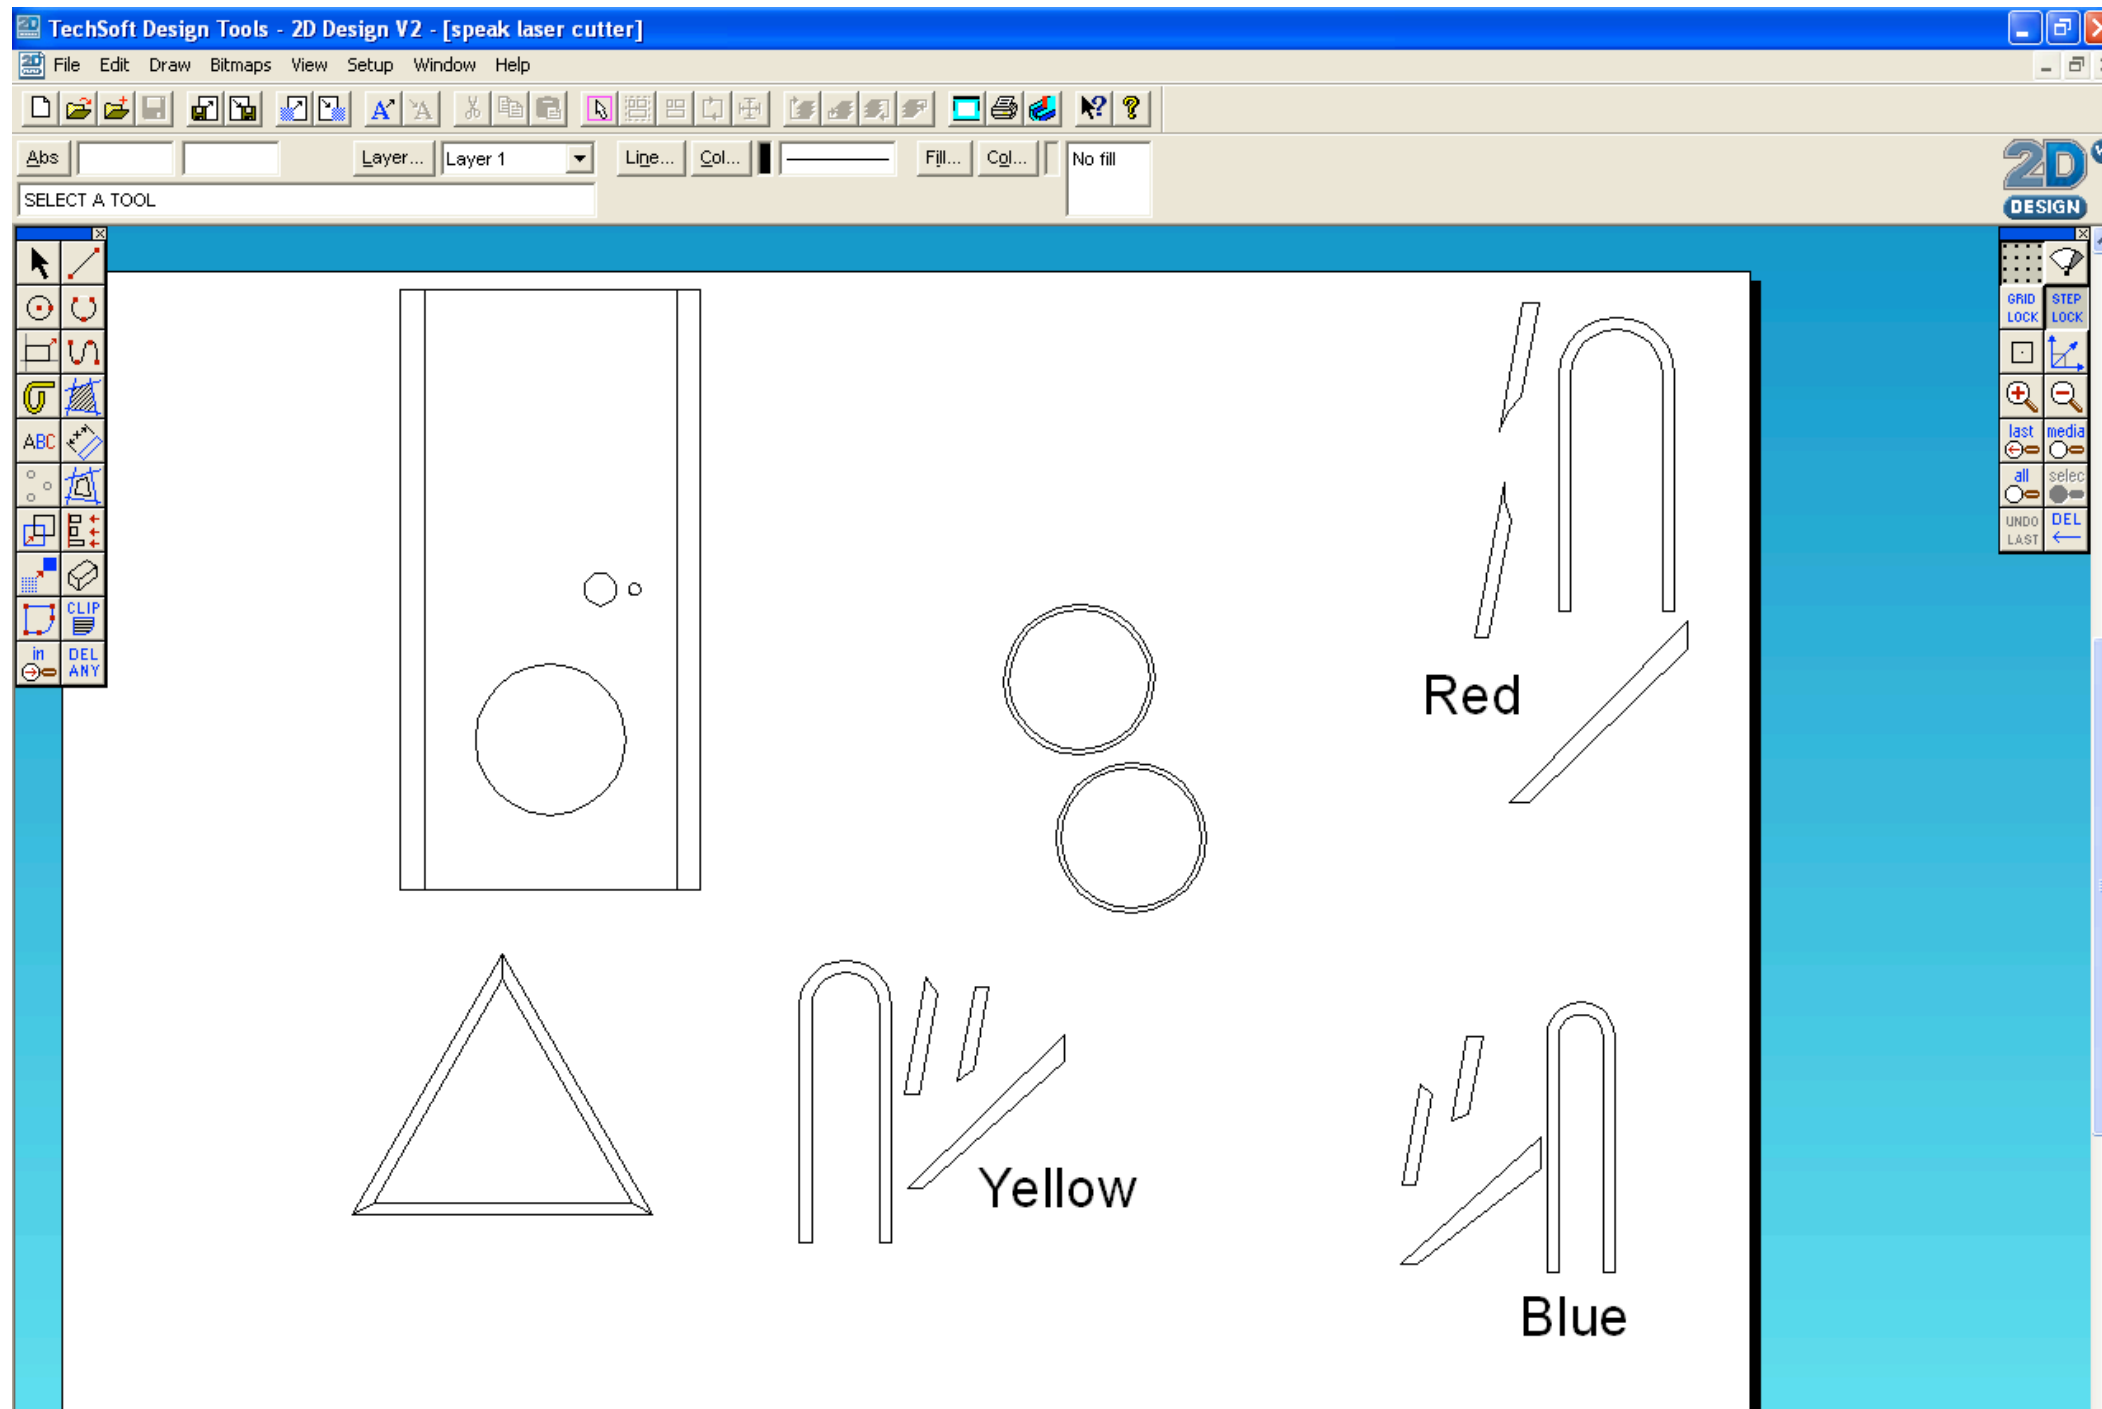 TechSoft Design Tools - 2D Design V2 - [speak laser cutter]
File Edit Draw Bitmaps View Setup Window Help
Abs Layer... Layer 1 Line... Col... Fill... Col... No fill
SELECT A TOOL
2D
DESIGN
GRID LOCK
STEP LOCK
ABC
last
media
all
selec
UNDO LAST
DEL
CLIP
in
DEL ANY
Red
Yellow
Blue